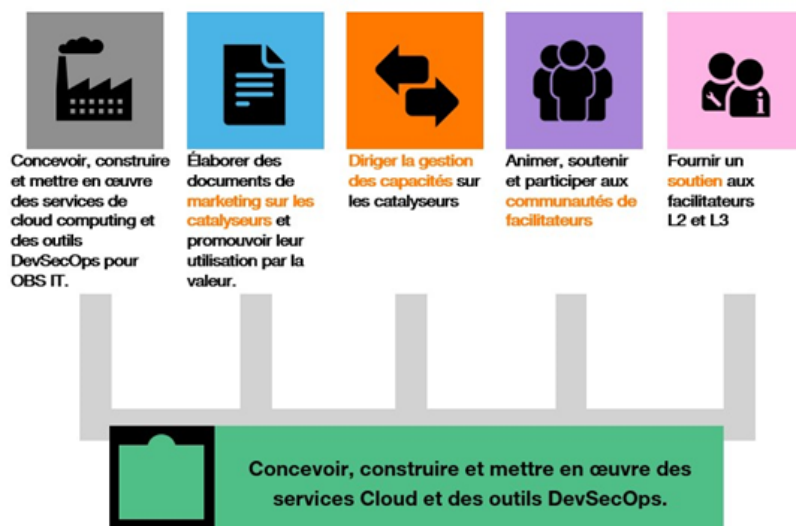 Concevoir, construire
et mettre en œuvre
des services de
cloud computing et
des outils
DevSecOps pour
OBS IT.
Élaborer des
documents de
marketing sur les
catalyseurs et
promouvoir leur
utilisation par la
valeur.
Diriger la gestion
des capacités sur
les catalyseurs
Animer, soutenir
et participer aux
communautés de
facilitateurs
Fournir un
soutien aux
facilitateurs
L2 et L3
Concevoir, construire et mettre en œuvre des
services Cloud et des outils DevSecOps.